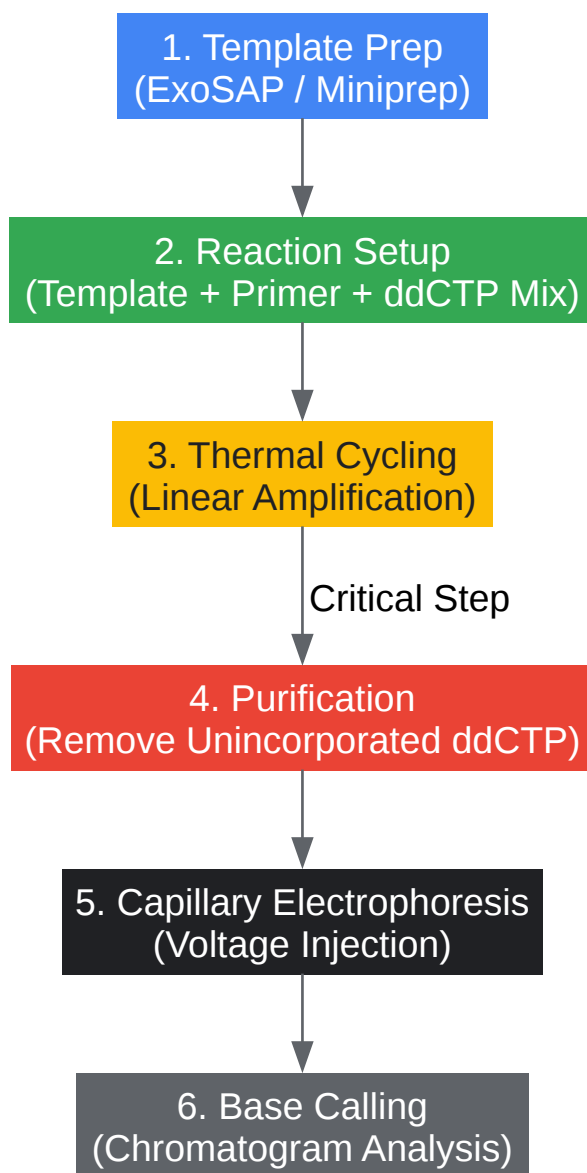 1. Template Prep
(ExoSAP / Miniprep)
2. Reaction Setup
(Template + Primer + ddCTP Mix)
3. Thermal Cycling
(Linear Amplification)
Critical Step
4. Purification
(Remove Unincorporated ddCTP)
5. Capillary Electrophoresis
(Voltage Injection)
6. Base Calling
(Chromatogram Analysis)